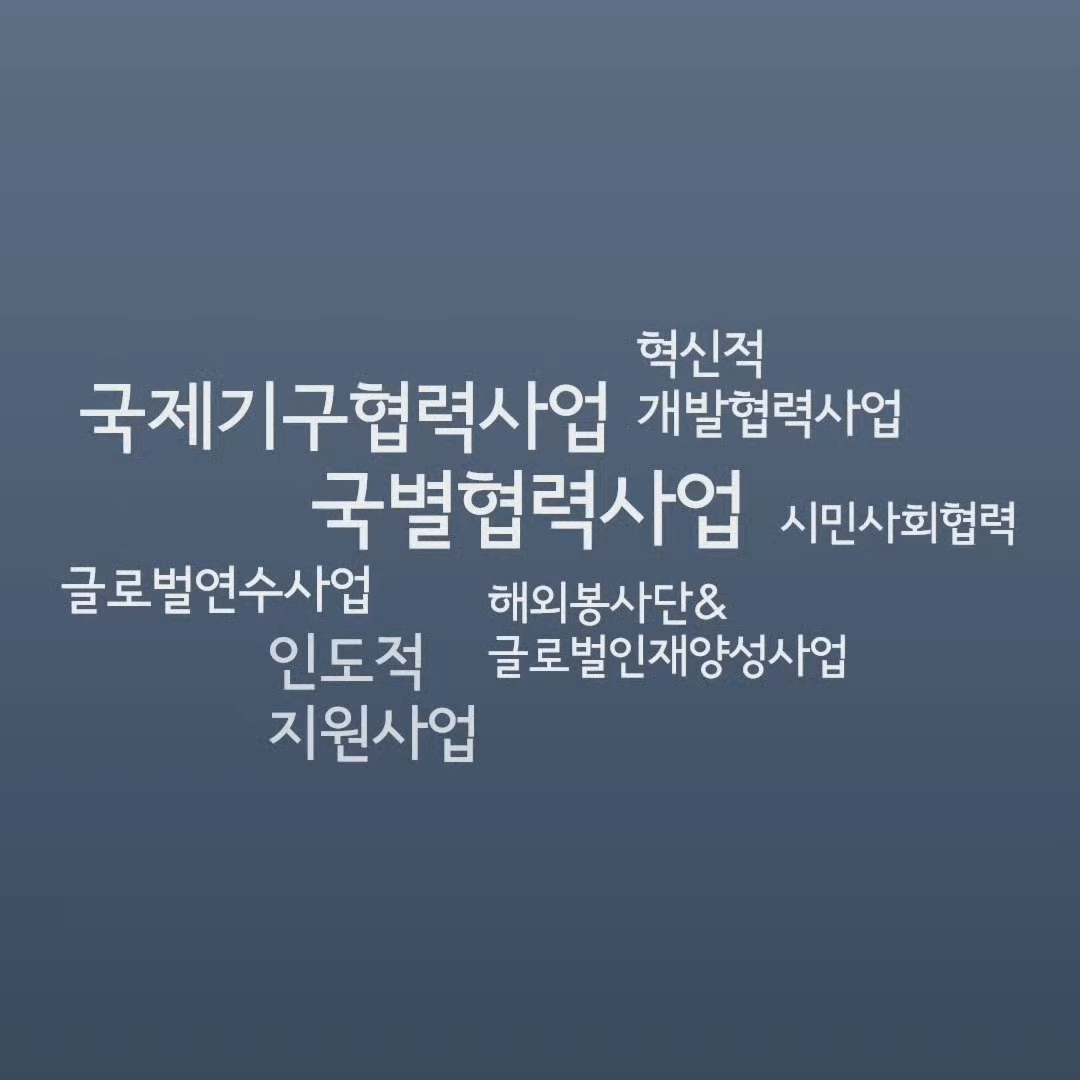 혁신적
국제기구협력사업
개발협력사업
국별협력사업
시민사회협력
글로벌연수사업
해외봉사단&
글로벌인재양성사업
인도적
지원사업